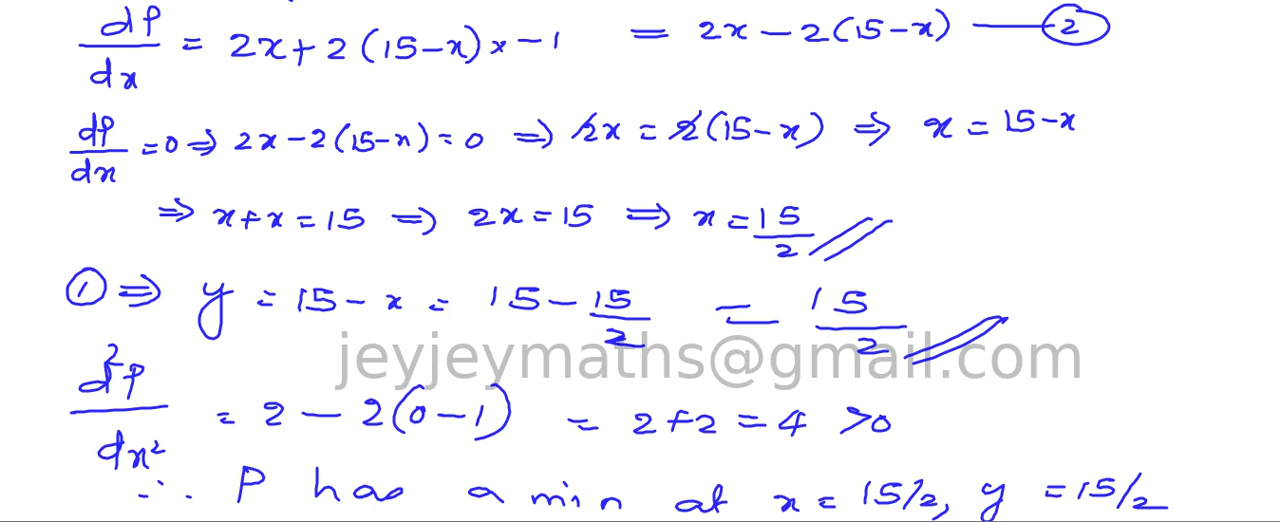 dP/dx = 2x + 2(15-x) × -1 = 2x - 2(15-x) —— ②
dP/dx = 0 ⇒ 2x - 2(15-x) = 0 ⇒ 2x = 2(15-x) ⇒ x = 15-x
⇒ x + x = 15 ⇒ 2x = 15 ⇒ x = 15/2 //
① ⇒ y = 15 - x = 15 - 15/2 = 15/2 //
jeyjeymaths@gmail.com
d²P/dx² = 2 - 2(0-1) = 2+2 = 4 >0
∴ P has a min at x = 15/2, y = 15/2